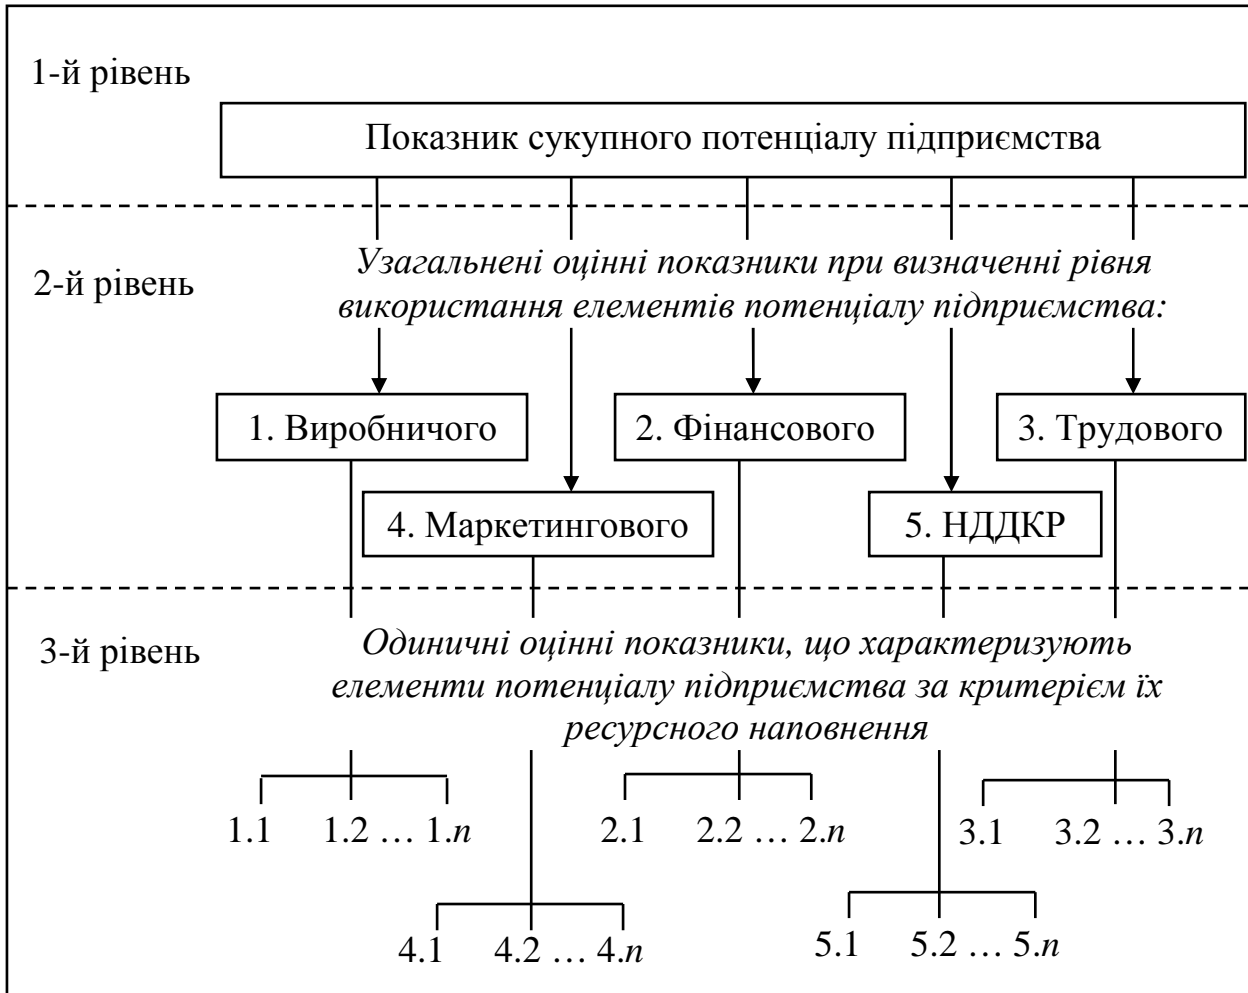 1-й рівень
Показник сукупного потенціалу підприємства
2-й рівень
Узагальнені оцінні показники при визначенні рівня
використання елементів потенціалу підприємства:
1. Виробничого
2. Фінансового
3. Трудового
4. Маркетингового
5. НДДКР
3-й рівень
Одиничні оцінні показники, що характеризують
елементи потенціалу підприємства за критерієм їх
ресурсного наповнення
1.1 1.2 … 1.n
2.1 2.2 … 2.n
3.1 3.2 … 3.n
4.1 4.2 … 4.n
5.1 5.2 … 5.n